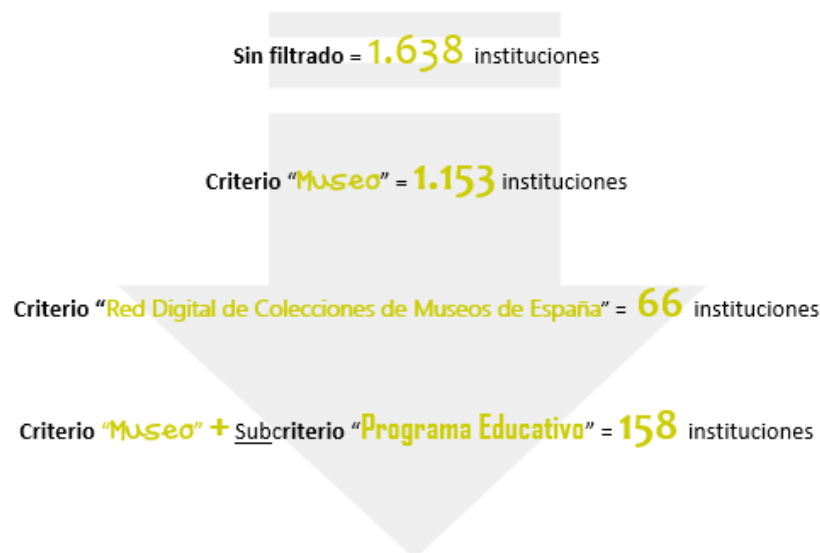 Sin filtrado = 1.638 instituciones
Criterio “Museo” = 1.153 instituciones
Criterio “Red Digital de Colecciones de Museos de España” = 66 instituciones
Criterio “Museo” + Subcriterio “Programa Educativo” = 158 instituciones